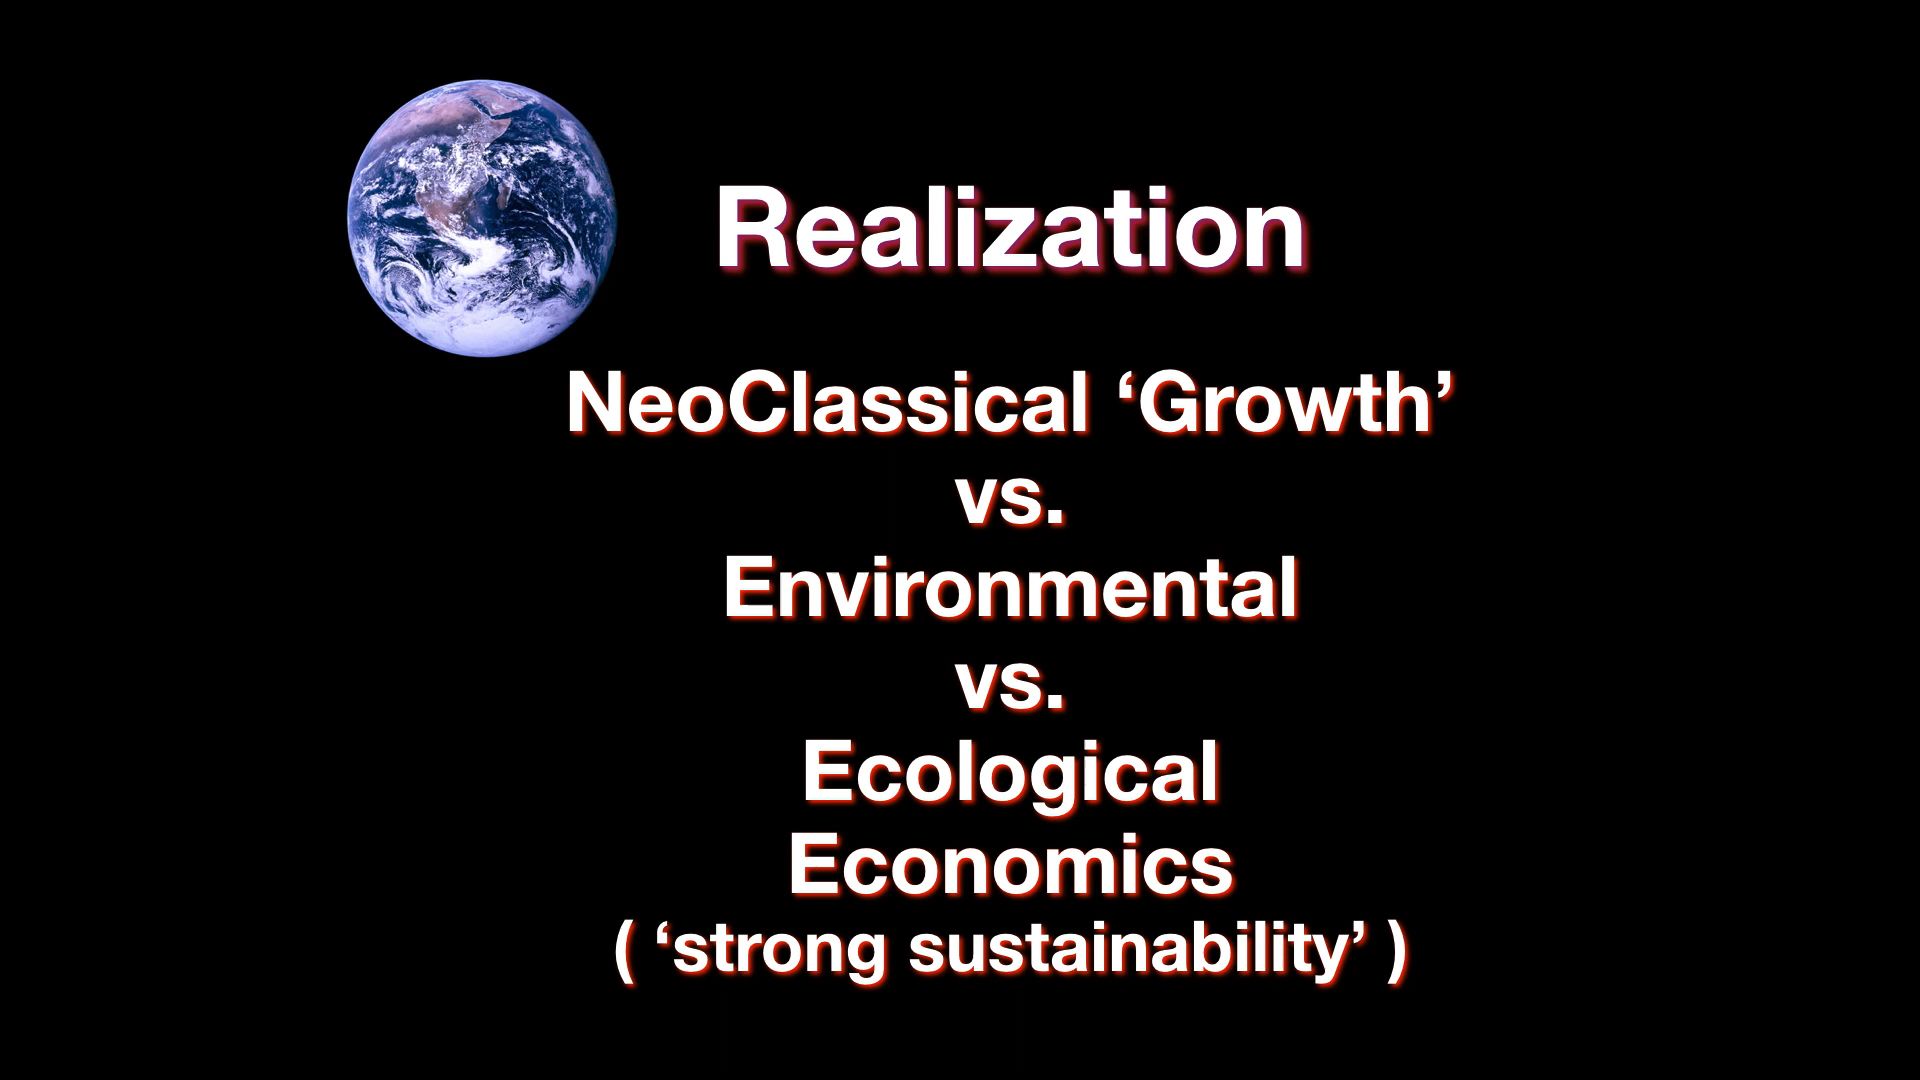 Realization
NeoClassical ‘Growth’
vs.
Environmental
vs.
Ecological
Economics
( ‘strong sustainability’ )